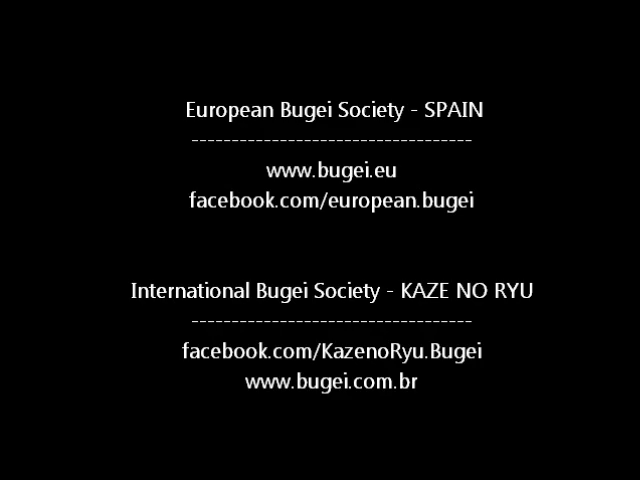 European Bugei Society - SPAIN
-----------------------------------
www.bugei.eu
facebook.com/european.bugei
International Bugei Society - KAZE NO RYU
-----------------------------------
facebook.com/KazenoRyu.Bugei
www.bugei.com.br